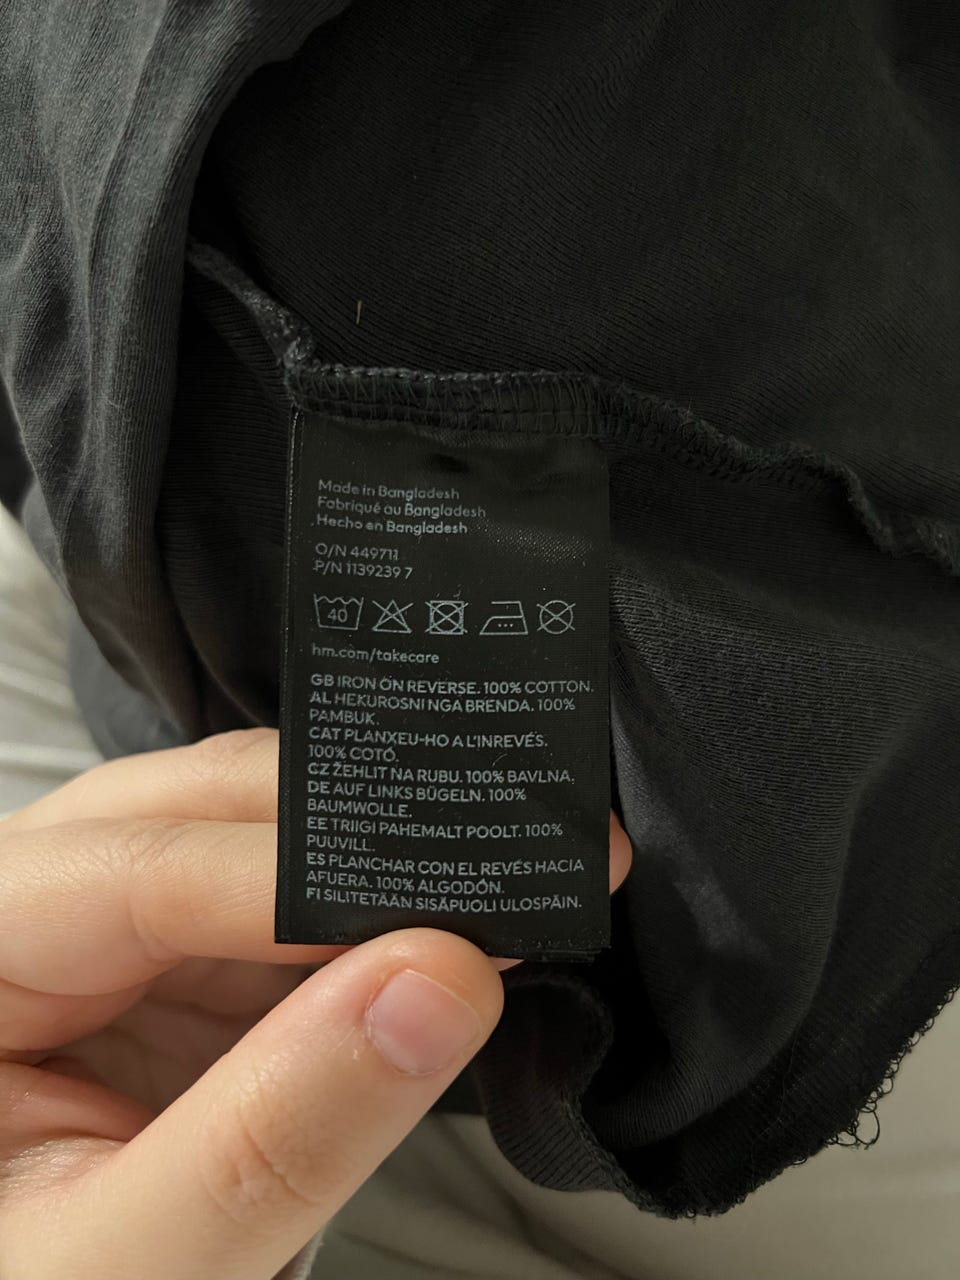 Made in Bangladesh
Fabriqué au Bangladesh
Hecho en Bangladesh
O/N 449711
P/N 1139239 7
40
hm.com/takecare
GB IRON ON REVERSE. 100% COTTON.
AL HEKUROSNI NGA BRENDA. 100%
PAMBUK.
CAT PLANXEU-HO A L'INREVÉS.
100% COTÓ.
CZ ŽEHLIT NA RUBU. 100% BAVLNA.
DE AUF LINKS BÜGELN. 100%
BAUMWOLLE.
EE TRIIGI PAHEMALT POOLT. 100%
PUUVILL.
ES PLANCHAR CON EL REVÉS HACIA
AFUERA. 100% ALGODÓN.
FI SILITETÄÄN SISÄPUOLI ULOSPÄIN.